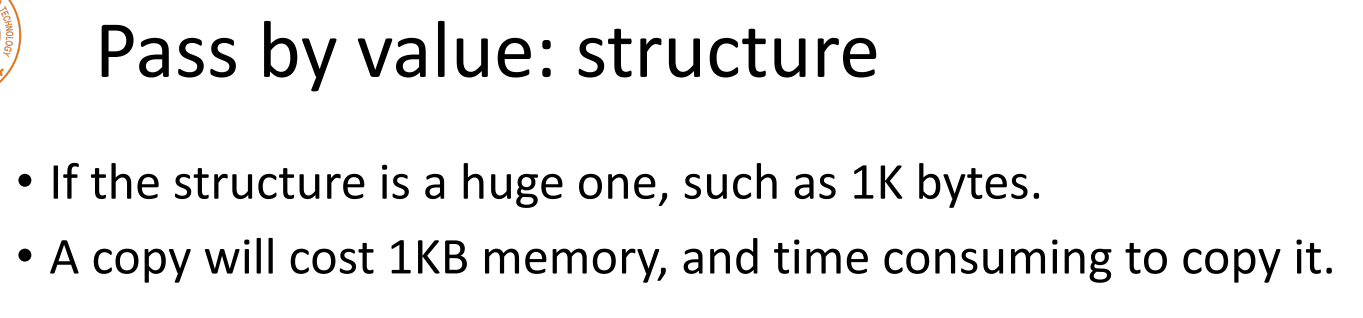 TECHNOLOGY
Pass by value: structure
• If the structure is a huge one, such as 1K bytes.
• A copy will cost 1KB memory, and time consuming to copy it.